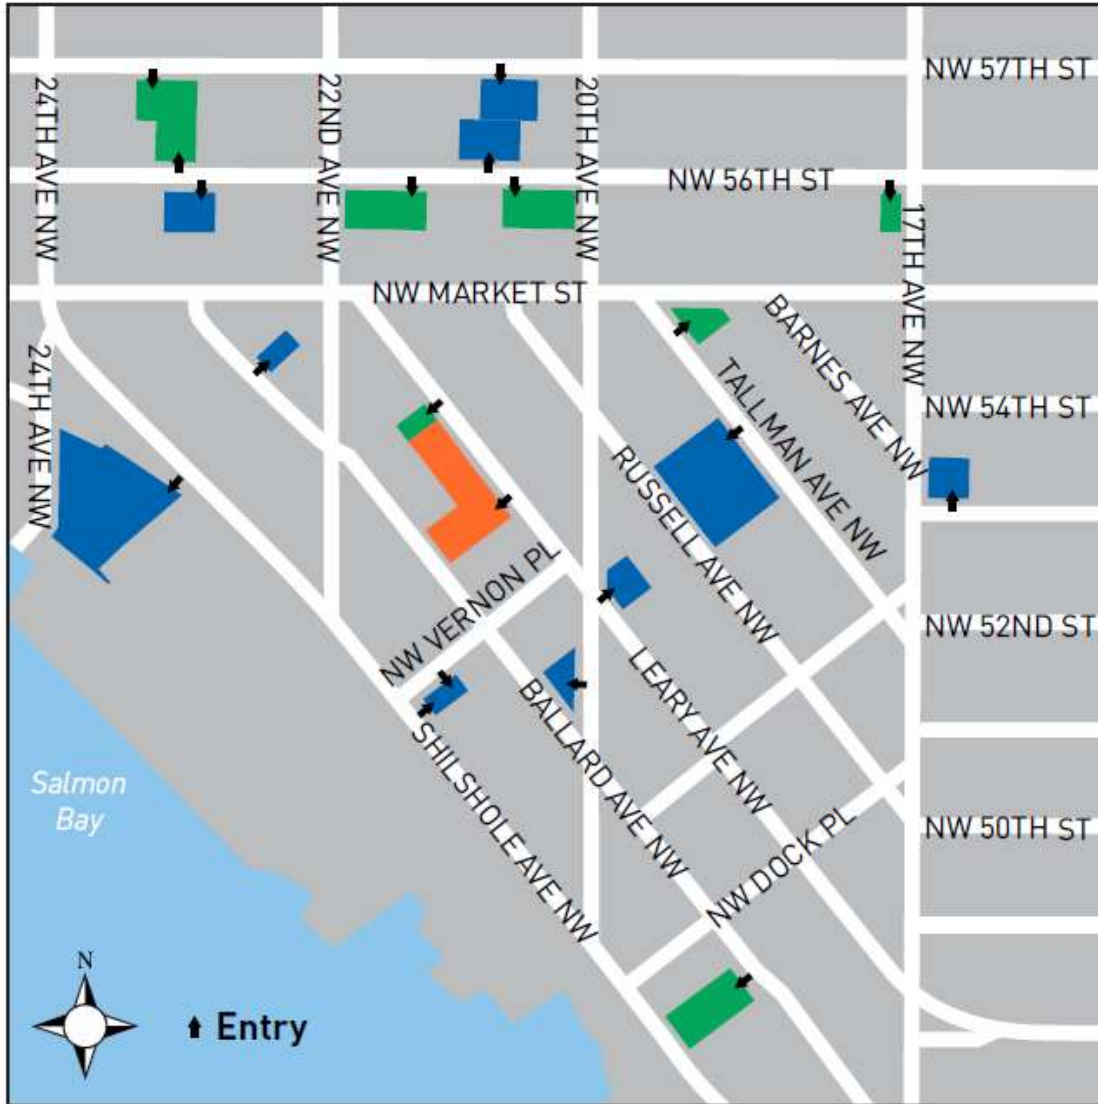 NW 57TH ST
24TH AVE NW
22ND AVE NW
20TH AVE NW
NW 56TH ST
17TH AVE NW
NW MARKET ST
BARNES AVE NW
24TH AVE NW
TALLMAN AVE NW
NW 54TH ST
RUSSELL AVE NW
NW VERNON PL
NW 52ND ST
LEARY AVE NW
BALLARD AVE NW
SHILSHOLE AVE NW
Salmon
Bay
NW DOCK PL
NW 50TH ST
N
Entry